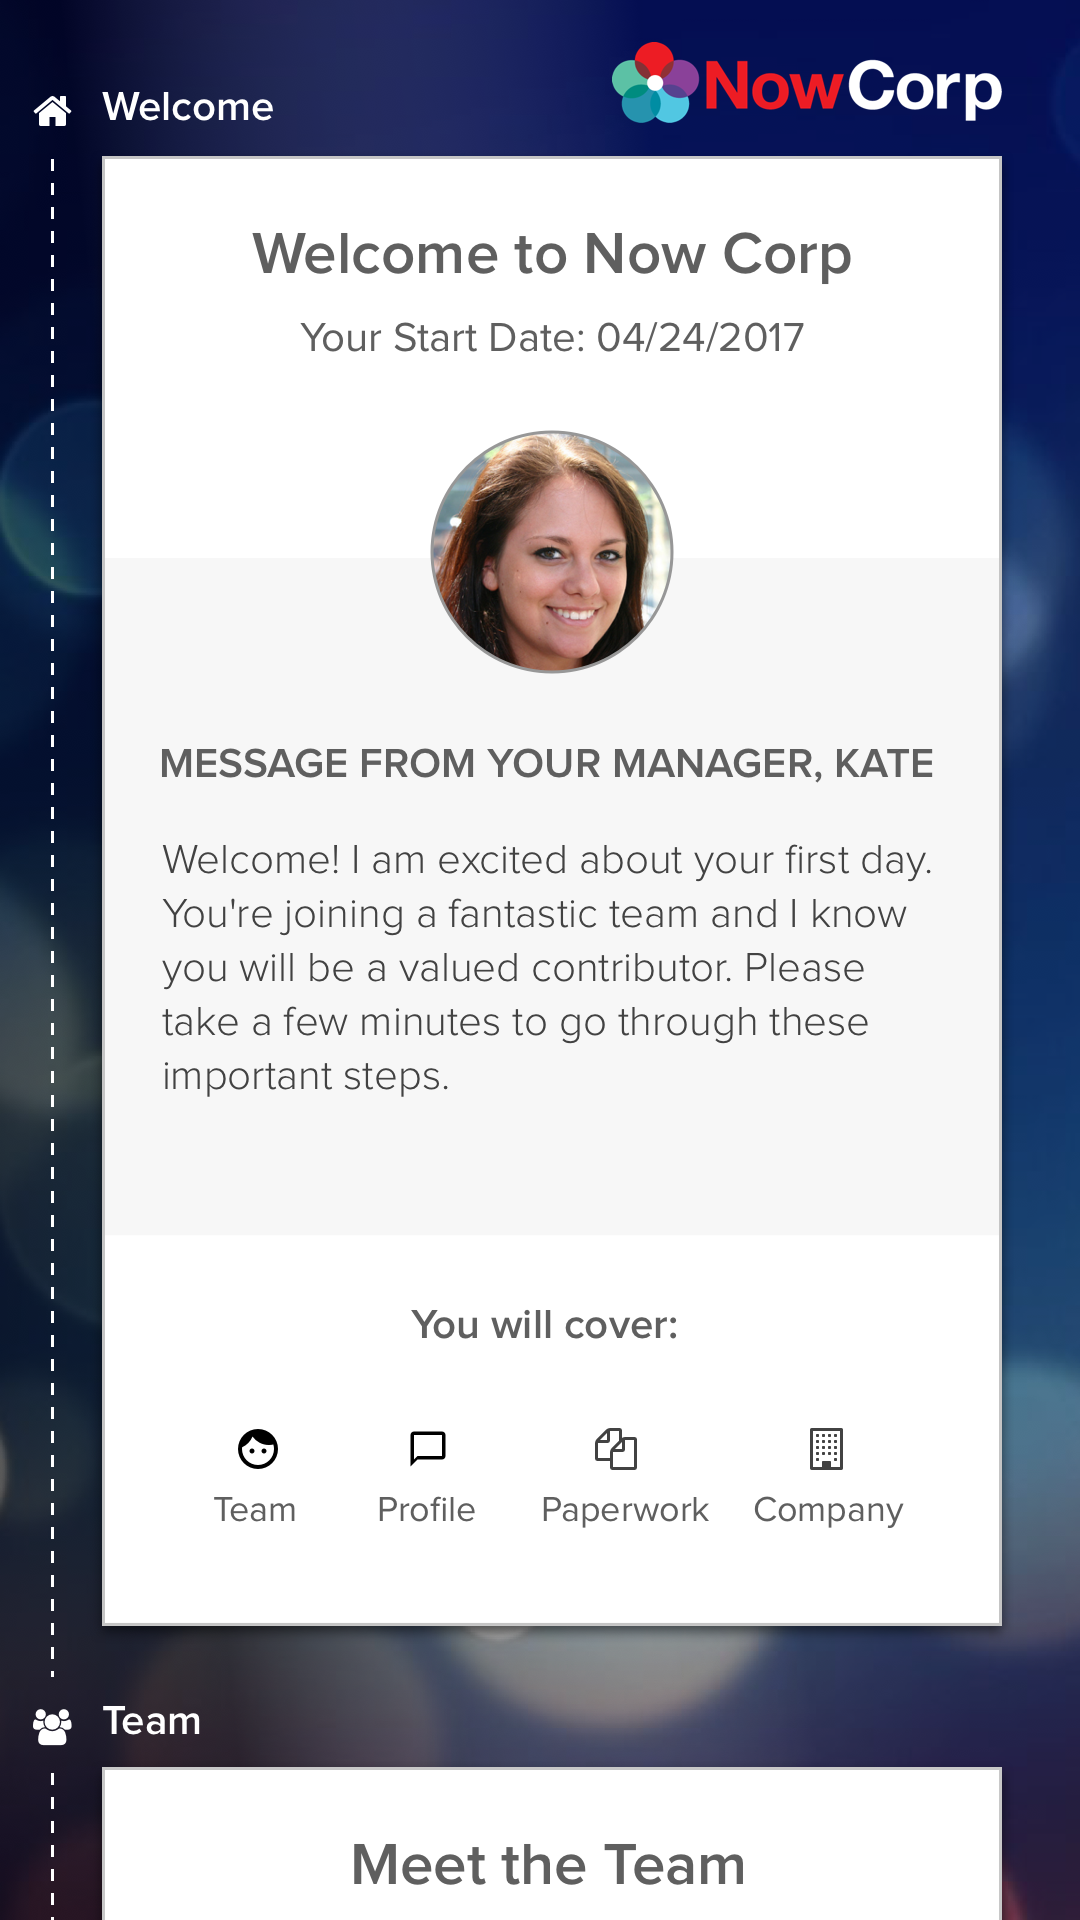 Welcome
NowCorp
Welcome to Now Corp
Your Start Date: 04/24/2017
MESSAGE FROM YOUR MANAGER, KATE
Welcome! I am excited about your first day.
You're joining a fantastic team and I know
you will be a valued contributor. Please
take a few minutes to go through these
important steps.
You will cover:
Team Profile Paperwork Company
Team
Meet the Team